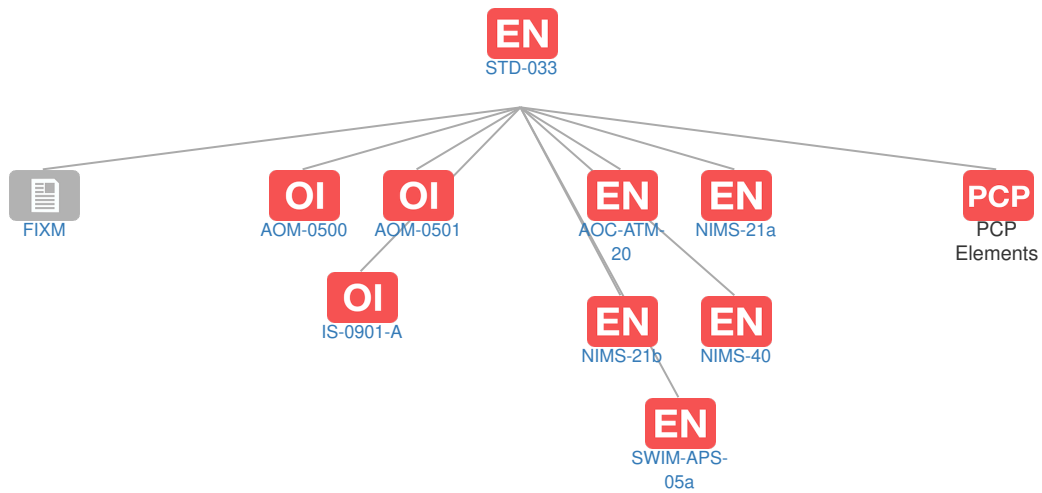 EN
STD-033
FIXM
OI
AOM-0500
OI
AOM-0501
EN
AOC-ATM-
20
EN
NIMS-21a
PCP
PCP
Elements
OI
IS-0901-A
EN
NIMS-21b
EN
NIMS-40
EN
SWIM-APS-
05a